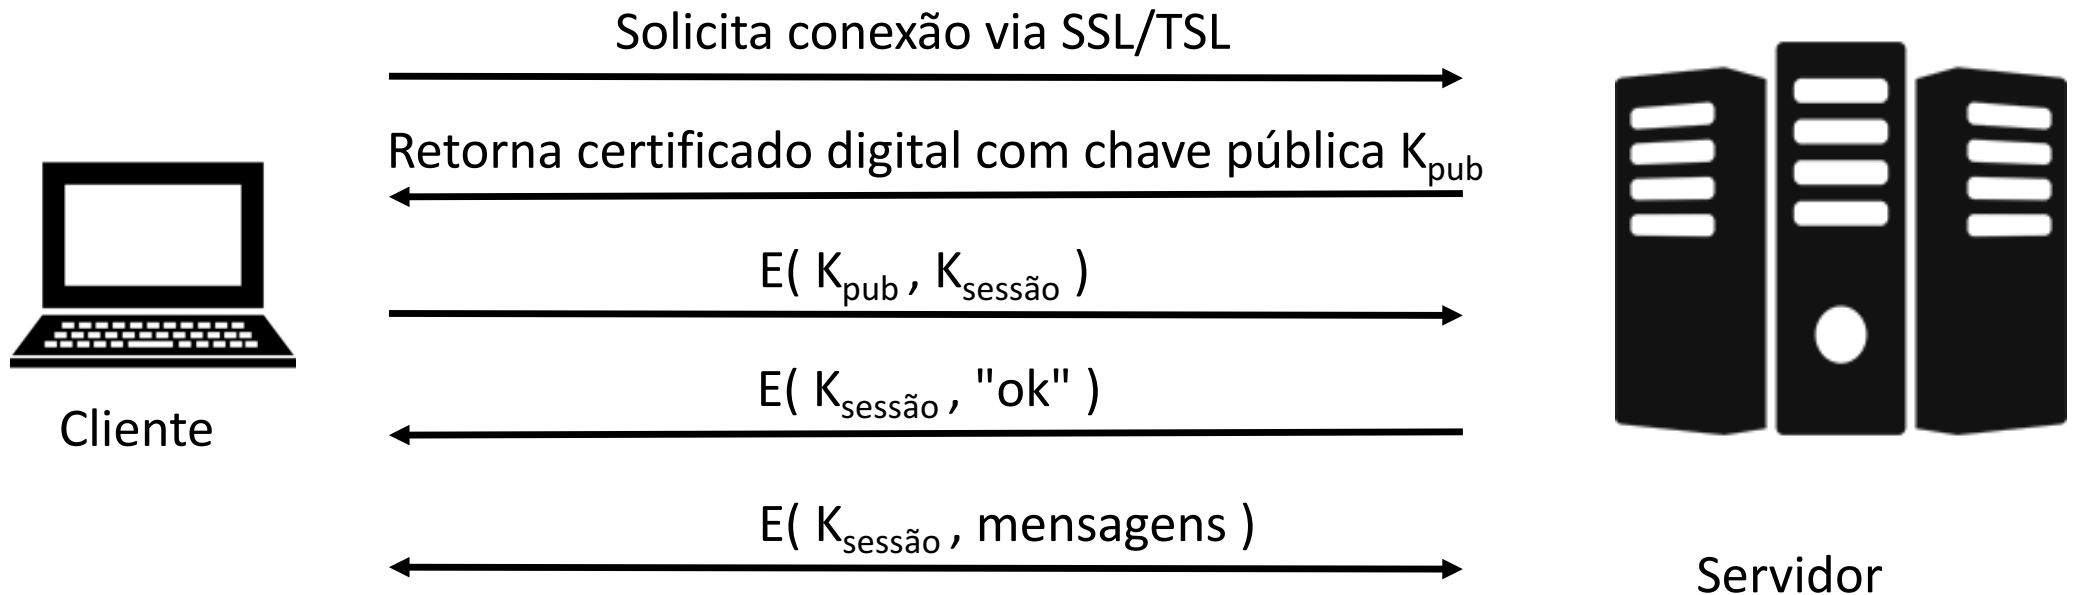 Solicita conexão via SSL/TSL
Retorna certificado digital com chave pública Kpub
E( Kpub , Ksessão )
E( Ksessão , "ok" )
Cliente
E( Ksessão , mensagens )
Servidor